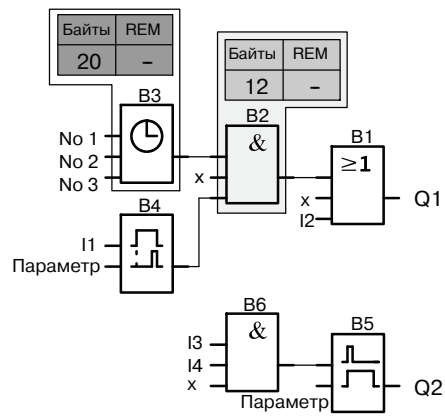 Байты REM
20 –
Байты REM
12 –
B3
No 1
No 2
No 3
B2
&
x
B1
≥1
x
I2
Q1
B4
I1
Параметр
B6
&
I3
I4
x
B5
Параметр
Q2